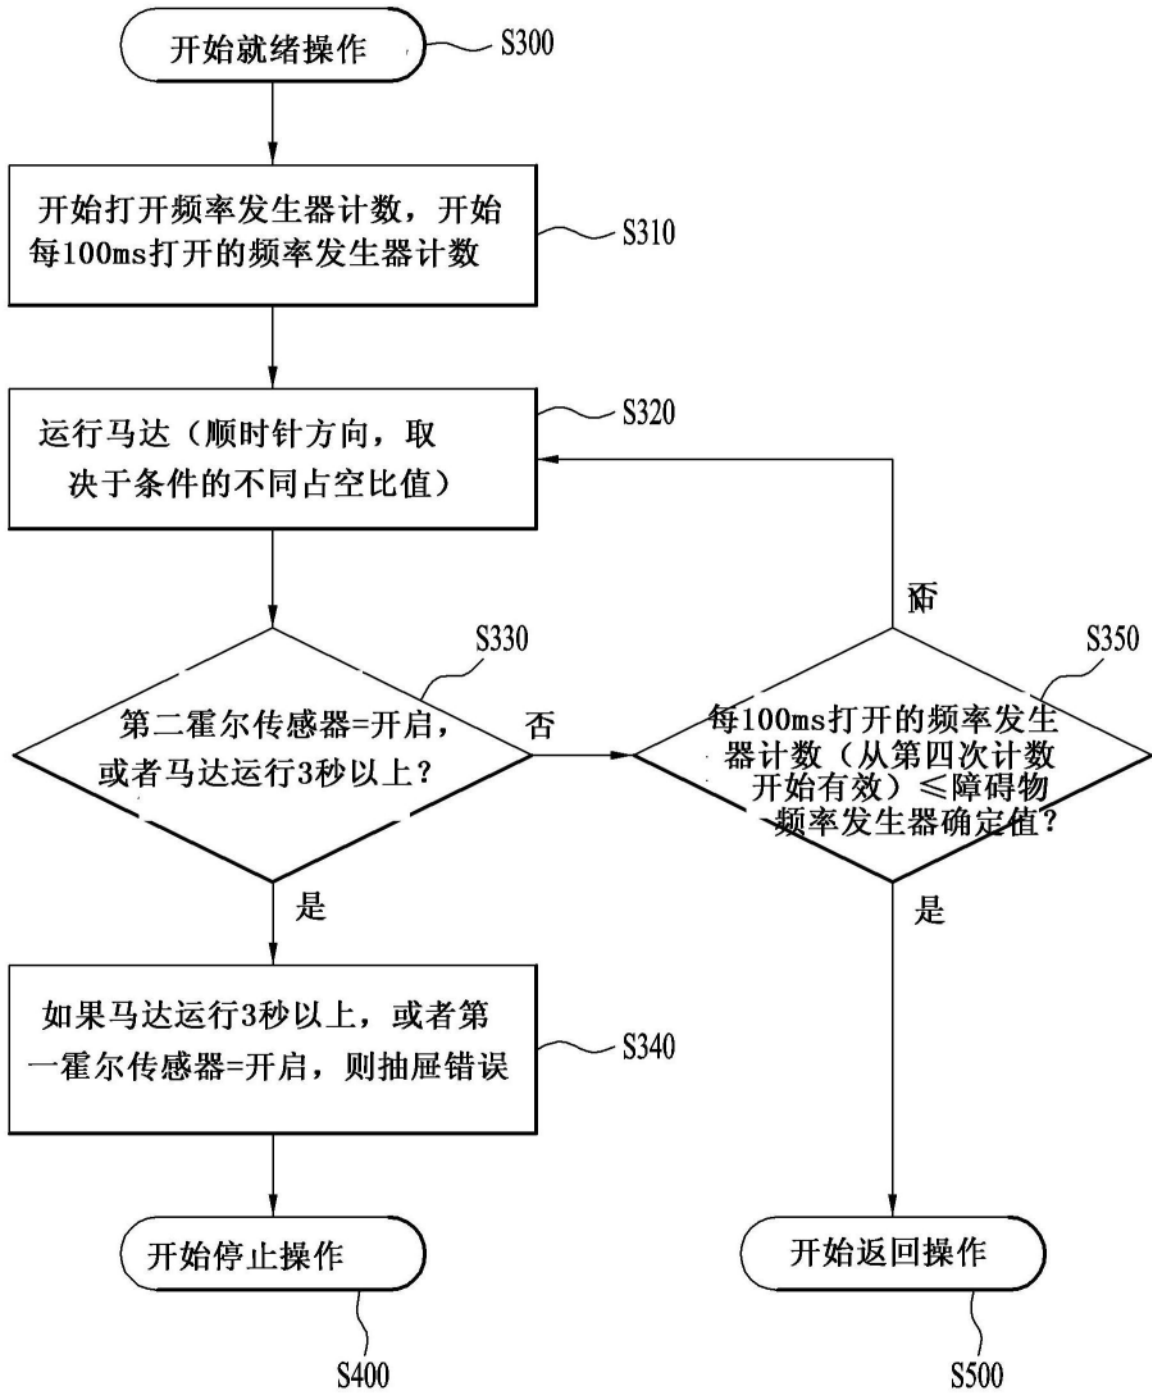 开始就绪操作
S300
开始打开频率发生器计数，开始
每100ms打开的频率发生器计数
S310
运行马达（顺时针方向，取
决于条件的不同占空比值）
S320
第二霍尔传感器=开启，
或者马达运行3秒以上？
S330
否
是
每100ms打开的频率发生
器计数（从第四次计数
开始有效）≤障碍物
频率发生器确定值？
S350
否
是
如果马达运行3秒以上，或者第
一霍尔传感器=开启，则抽屉错误
S340
开始停止操作
S400
开始返回操作
S500